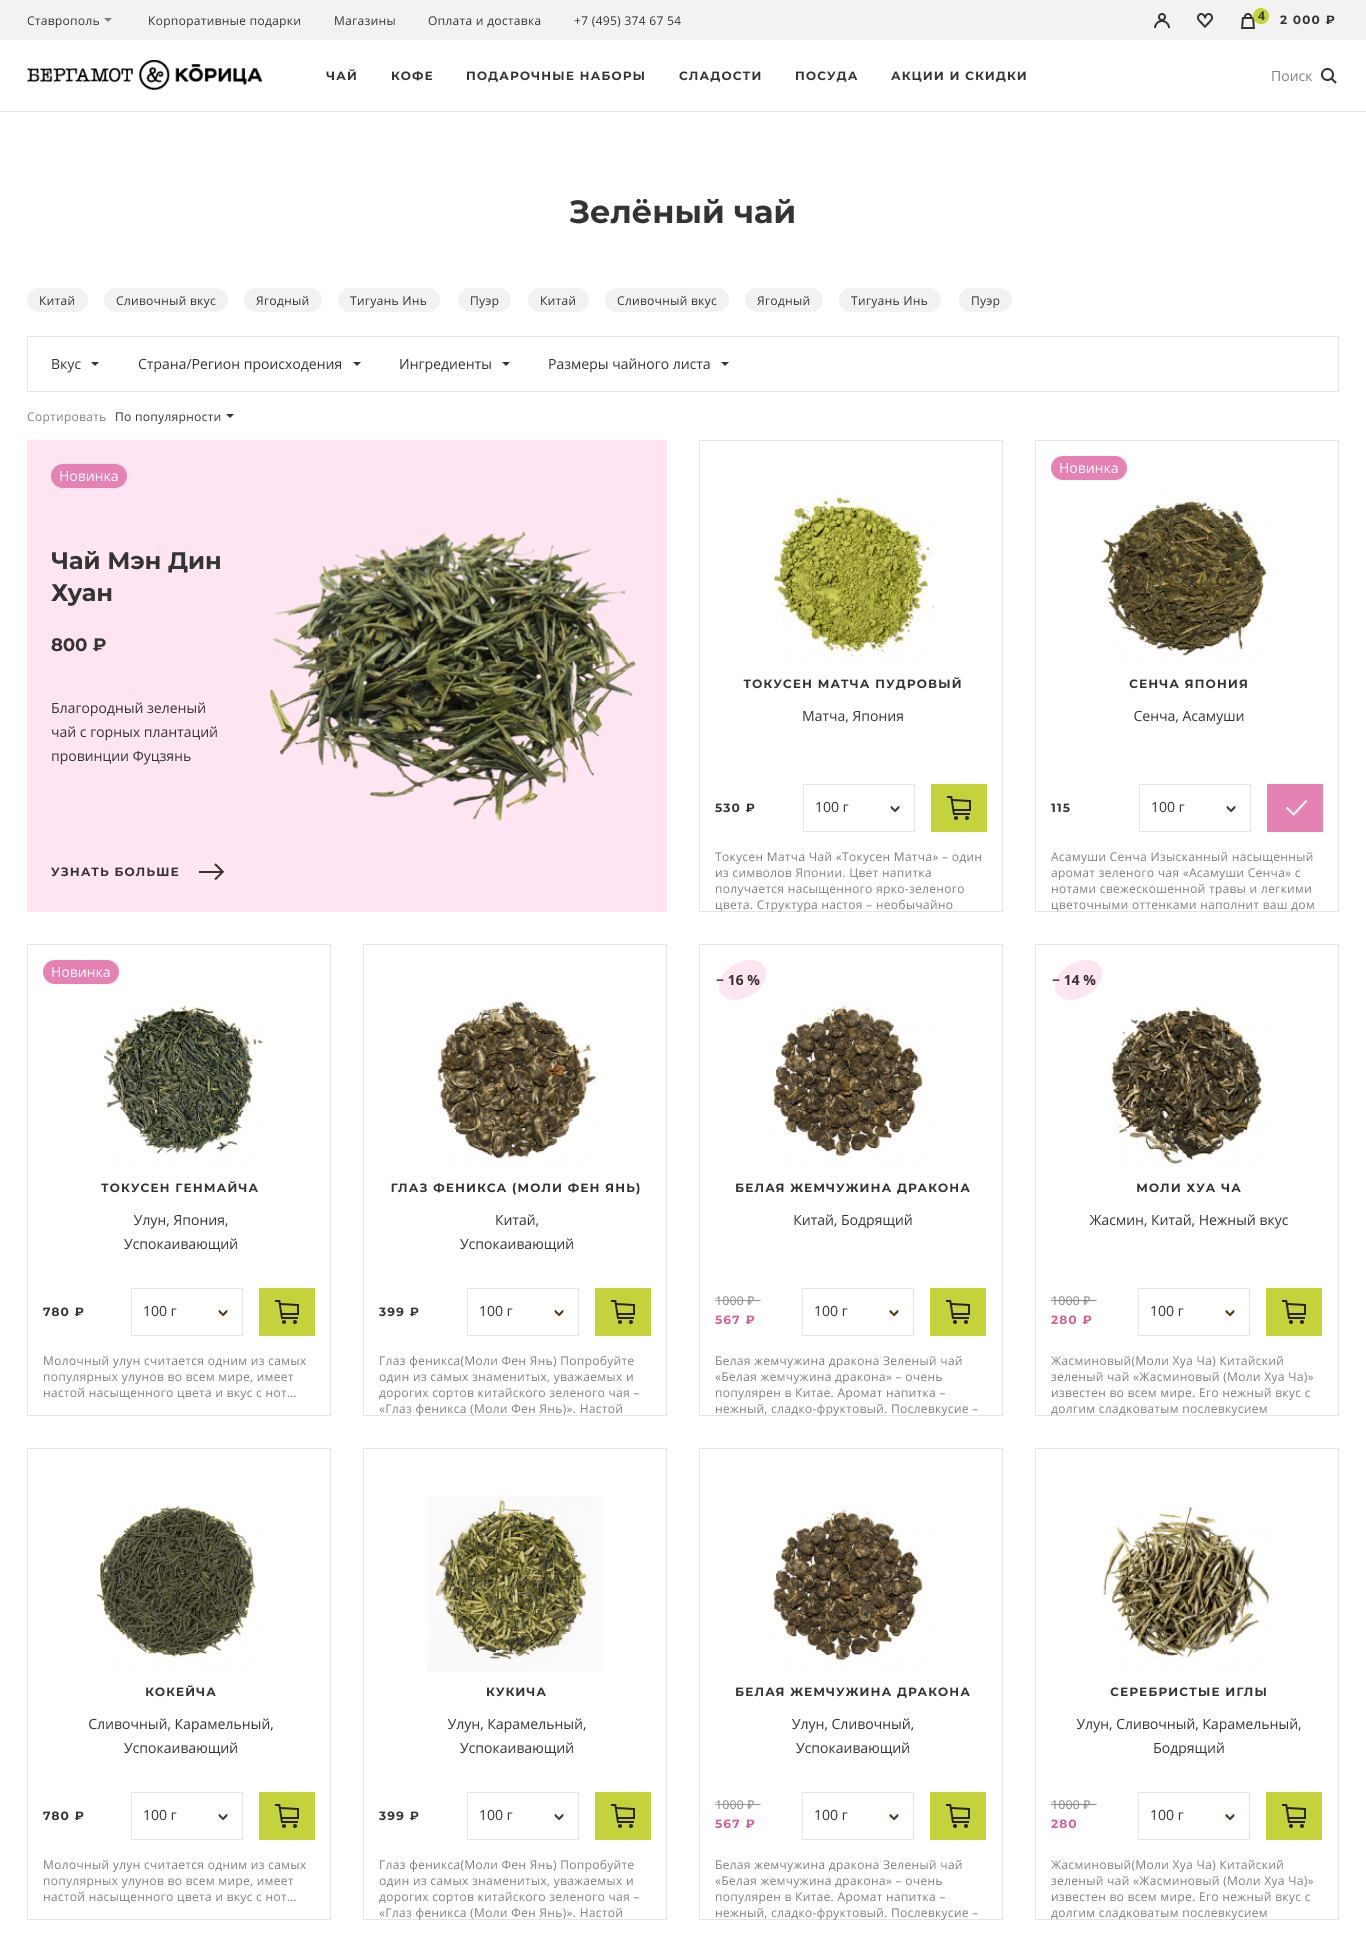 Ставрополь
Корпоративные подарки
Магазины
Оплата и доставка
+7 (495) 374 67 54
4
2 000 ₽
БЕРГАМОТ & КОРИЦА
ЧАЙ
КОФЕ
ПОДАРОЧНЫЕ НАБОРЫ
СЛАДОСТИ
ПОСУДА
АКЦИИ И СКИДКИ
Поиск
Зелёный чай
Китай
Сливочный вкус
Ягодный
Тигуань Инь
Пуэр
Китай
Сливочный вкус
Ягодный
Тигуань Инь
Пуэр
Вкус
Страна/Регион происходения
Ингредиенты
Размеры чайного листа
Сортировать
По популярности
Новинка
Чай Мэн Дин
Хуан
800 ₽
Благородный зеленый
чай с горных плантаций
провинции Фуцзянь
УЗНАТЬ БОЛЬШЕ
ТОКУСЕН МАТЧА ПУДРОВЫЙ
Матча, Япония
530 ₽
100 г
Токусен Матча Чай «Токусен Матча» – один
из символов Японии. Цвет напитка
получается насыщенного ярко-зеленого
цвета. Структура настоя – необычайно
Новинка
СЕНЧА ЯПОНИЯ
Сенча, Асамуши
115
100 г
Асамуши Сенча Изысканный насыщенный
аромат зеленого чая «Асамуши Сенча» с
нотами свежескошенной травы и легкими
цветочными оттенками наполнит ваш дом
Новинка
ТОКУСЕН ГЕНМАЙЧА
Улун, Япония,
Успокаивающий
780 ₽
100 г
Молочный улун считается одним из самых
популярных улунов во всем мире, имеет
настой насыщенного цвета и вкус с нот...
ГЛАЗ ФЕНИКСА (МОЛИ ФЕН ЯНЬ)
Китай,
Успокаивающий
399 ₽
100 г
Глаз феникса(Моли Фен Янь) Попробуйте
один из самых знаменитых, уважаемых и
дорогих сортов китайского зеленого чая –
«Глаз феникса (Моли Фен Янь)». Настой
– 16 %
БЕЛАЯ ЖЕМЧУЖИНА ДРАКОНА
Китай, Бодрящий
1000 ₽
567 ₽
100 г
Белая жемчужина дракона Зеленый чай
«Белая жемчужина дракона» – очень
популярен в Китае. Аромат напитка –
нежный, сладко-фруктовый. Послевкусие –
– 14 %
МОЛИ ХУА ЧА
Жасмин, Китай, Нежный вкус
1000 ₽
280 ₽
100 г
Жасминовый(Моли Хуа Ча) Китайский
зеленый чай «Жасминовый (Моли Хуа Ча)»
известен во всем мире. Его нежный вкус с
долгим сладковатым послевкусием
КОКЕЙЧА
Сливочный, Карамельный,
Успокаивающий
780 ₽
100 г
Молочный улун считается одним из самых
популярных улунов во всем мире, имеет
настой насыщенного цвета и вкус с нот...
КУКИЧА
Улун, Карамельный,
Успокаивающий
399 ₽
100 г
Глаз феникса(Моли Фен Янь) Попробуйте
один из самых знаменитых, уважаемых и
дорогих сортов китайского зеленого чая –
«Глаз феникса (Моли Фен Янь)». Настой
БЕЛАЯ ЖЕМЧУЖИНА ДРАКОНА
Улун, Сливочный,
Успокаивающий
1000 ₽
567 ₽
100 г
Белая жемчужина дракона Зеленый чай
«Белая жемчужина дракона» – очень
популярен в Китае. Аромат напитка –
нежный, сладко-фруктовый. Послевкусие –
СЕРЕБРИСТЫЕ ИГЛЫ
Улун, Сливочный, Карамельный,
Бодрящий
1000 ₽
280
100 г
Жасминовый(Моли Хуа Ча) Китайский
зеленый чай «Жасминовый (Моли Хуа Ча)»
известен во всем мире. Его нежный вкус с
долгим сладковатым послевкусием